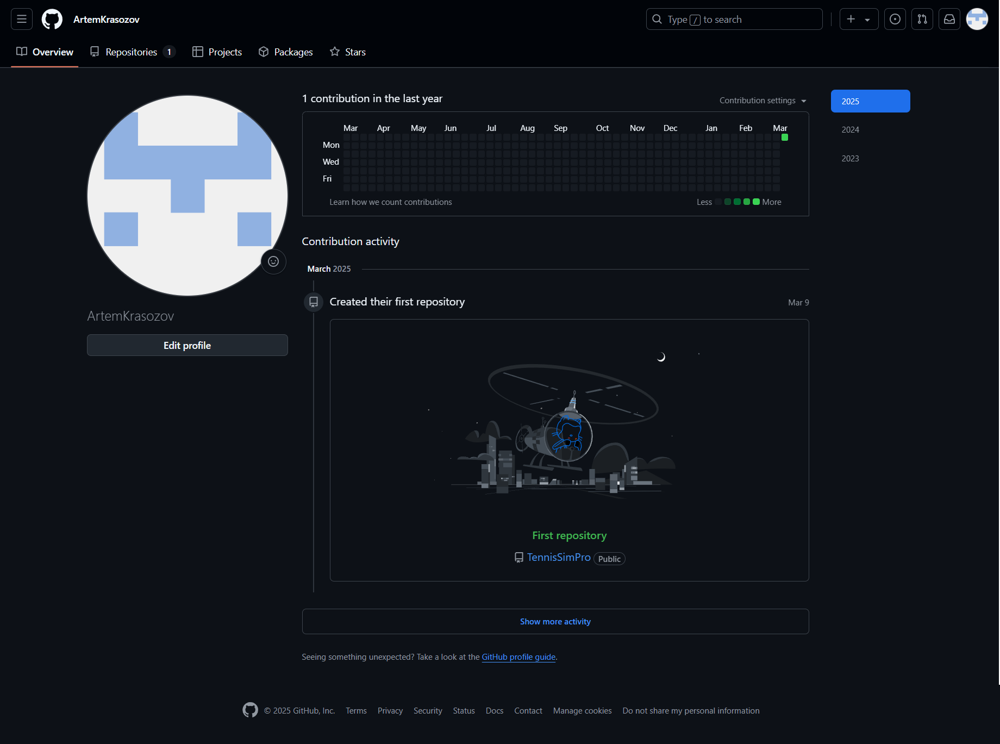 ArtemKrasozov
Type / to search
Overview
Repositories 1
Projects
Packages
Stars
1 contribution in the last year
Contribution settings
2025
2024
2023
Mar Apr May Jun Jul Aug Sep Oct Nov Dec Jan Feb Mar
Mon
Wed
Fri
Learn how we count contributions
Less More
ArtemKrasozov
Edit profile
Contribution activity
March 2025
Created their first repository
Mar 9
First repository
TennisSimPro Public
Show more activity
Seeing something unexpected? Take a look at the GitHub profile guide.
© 2025 GitHub, Inc. Terms Privacy Security Status Docs Contact Manage cookies Do not share my personal information